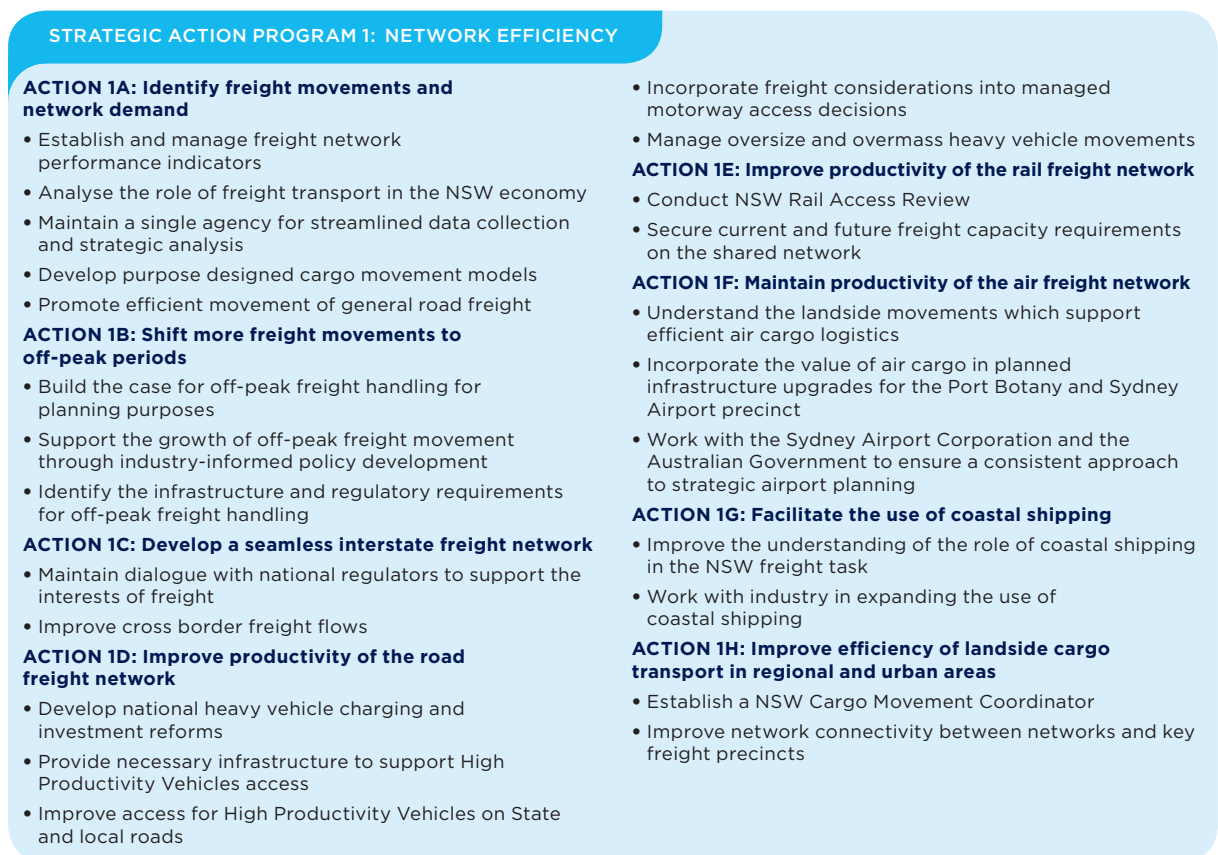 STRATEGIC ACTION PROGRAM 1: NETWORK EFFICIENCY
ACTION 1A: Identify freight movements and
network demand
• Establish and manage freight network
performance indicators
• Analyse the role of freight transport in the NSW economy
• Maintain a single agency for streamlined data collection
and strategic analysis
• Develop purpose designed cargo movement models
• Promote efficient movement of general road freight
ACTION 1B: Shift more freight movements to
off-peak periods
• Build the case for off-peak freight handling for
planning purposes
• Support the growth of off-peak freight movement
through industry-informed policy development
• Identify the infrastructure and regulatory requirements
for off-peak freight handling
ACTION 1C: Develop a seamless interstate freight network
• Maintain dialogue with national regulators to support the
interests of freight
• Improve cross border freight flows
ACTION 1D: Improve productivity of the road
freight network
• Develop national heavy vehicle charging and
investment reforms
• Provide necessary infrastructure to support High
Productivity Vehicles access
• Improve access for High Productivity Vehicles on State
and local roads
• Incorporate freight considerations into managed
motorway access decisions
• Manage oversize and overmass heavy vehicle movements
ACTION 1E: Improve productivity of the rail freight network
• Conduct NSW Rail Access Review
• Secure current and future freight capacity requirements
on the shared network
ACTION 1F: Maintain productivity of the air freight network
• Understand the landside movements which support
efficient air cargo logistics
• Incorporate the value of air cargo in planned
infrastructure upgrades for the Port Botany and Sydney
Airport precinct
• Work with the Sydney Airport Corporation and the
Australian Government to ensure a consistent approach
to strategic airport planning
ACTION 1G: Facilitate the use of coastal shipping
• Improve the understanding of the role of coastal shipping
in the NSW freight task
• Work with industry in expanding the use of
coastal shipping
ACTION 1H: Improve efficiency of landside cargo
transport in regional and urban areas
• Establish a NSW Cargo Movement Coordinator
• Improve network connectivity between networks and key
freight precincts